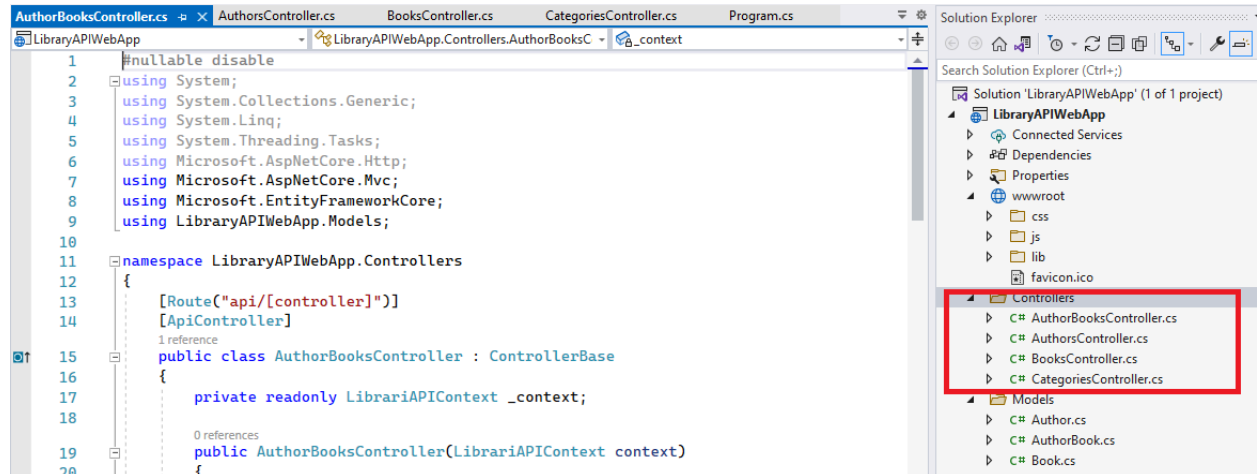 AuthorBooksController.cs AuthorsController.cs BooksController.cs CategoriesController.cs Program.cs
LibraryAPIWebApp LibraryAPIWebApp.Controllers.AuthorBooksC _context
1 #nullable disable
2 using System;
3 using System.Collections.Generic;
4 using System.Linq;
5 using System.Threading.Tasks;
6 using Microsoft.AspNetCore.Http;
7 using Microsoft.AspNetCore.Mvc;
8 using Microsoft.EntityFrameworkCore;
9 using LibraryAPIWebApp.Models;
10
11 namespace LibraryAPIWebApp.Controllers
12 {
13 [Route("api/[controller]")]
14 [ApiController]
1 reference
15 public class AuthorBooksController : ControllerBase
16 {
17 private readonly LibrariAPIContext _context;
18
0 references
19 public AuthorBooksController(LibrariAPIContext context)
20 {
Solution Explorer
Search Solution Explorer (Ctrl+;)
Solution 'LibraryAPIWebApp' (1 of 1 project)
LibraryAPIWebApp
Connected Services
Dependencies
Properties
wwwroot
css
js
lib
favicon.ico
Controllers
C# AuthorBooksController.cs
C# AuthorsController.cs
C# BooksController.cs
C# CategoriesController.cs
Models
C# Author.cs
C# AuthorBook.cs
C# Book.cs